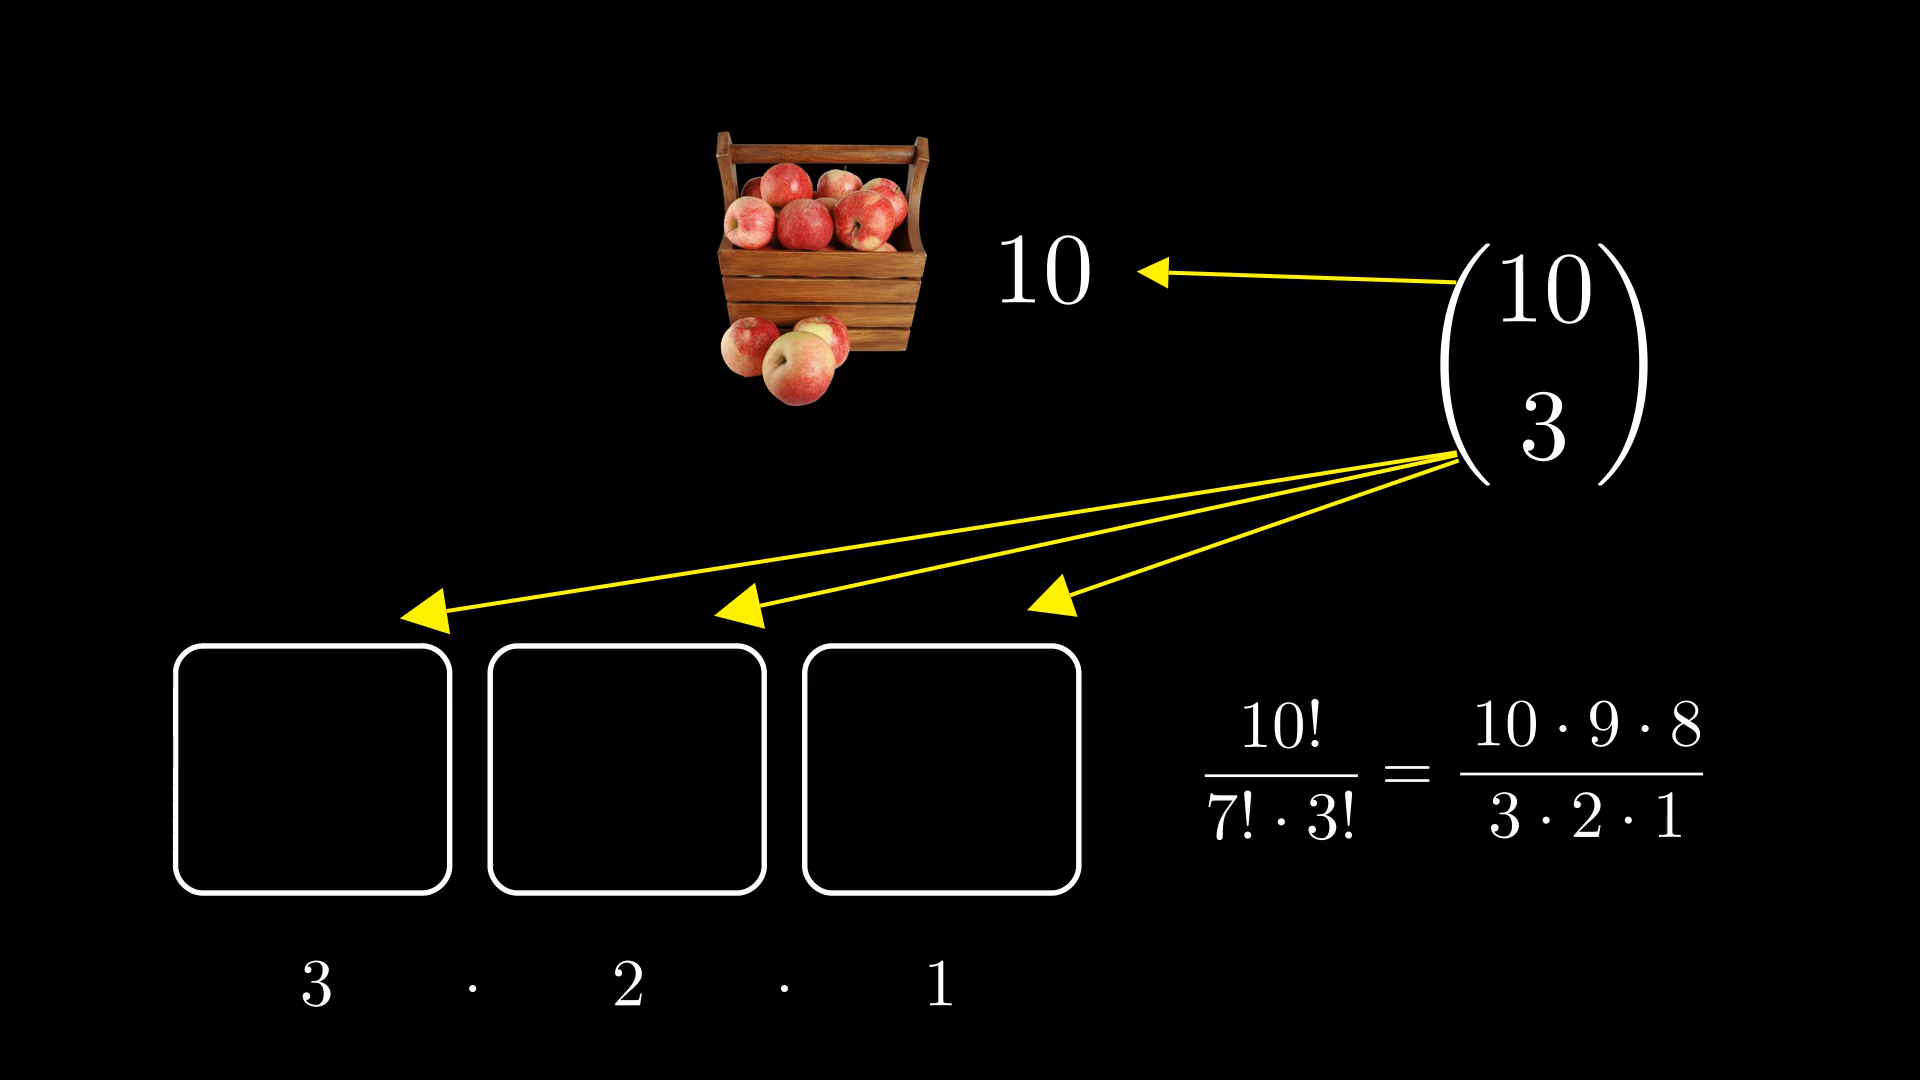 10
(10
3)
10! / 7! · 3! = 10 · 9 · 8 / 3 · 2 · 1
3 · 2 · 1